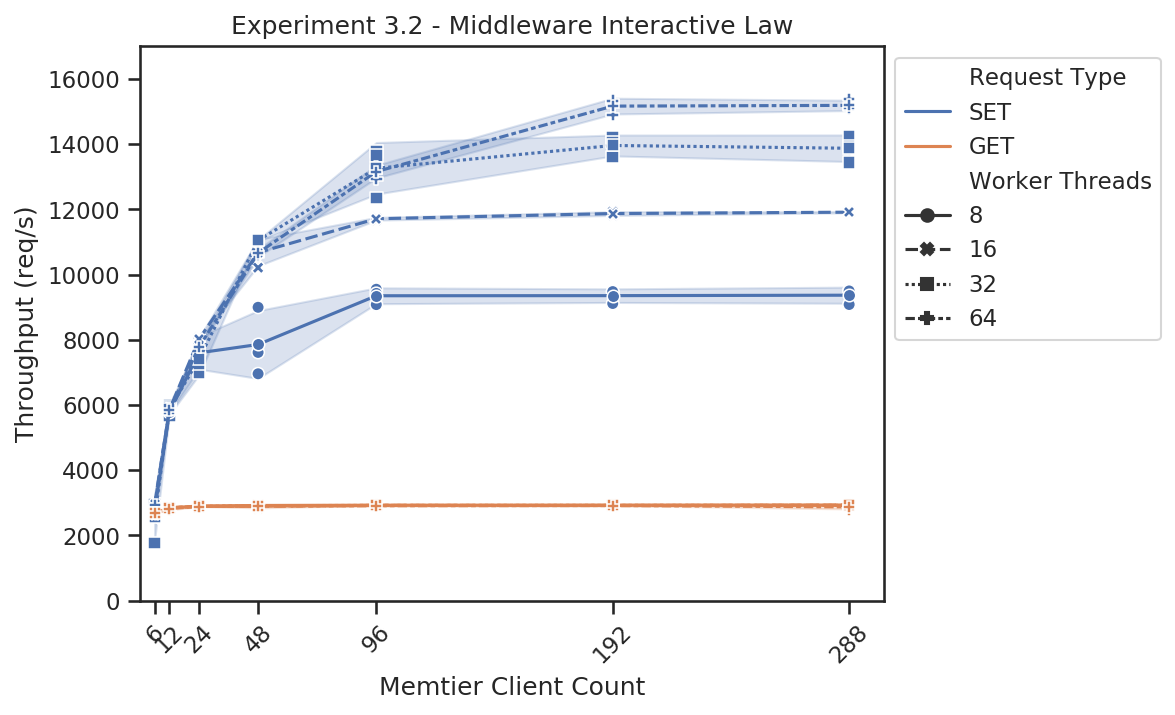 Experiment 3.2 - Middleware Interactive Law
Throughput (req/s)
16000
14000
12000
10000
8000
6000
4000
2000
0
6
12
24
48
96
192
288
Memtier Client Count
Request Type
SET
GET
Worker Threads
8
16
32
64